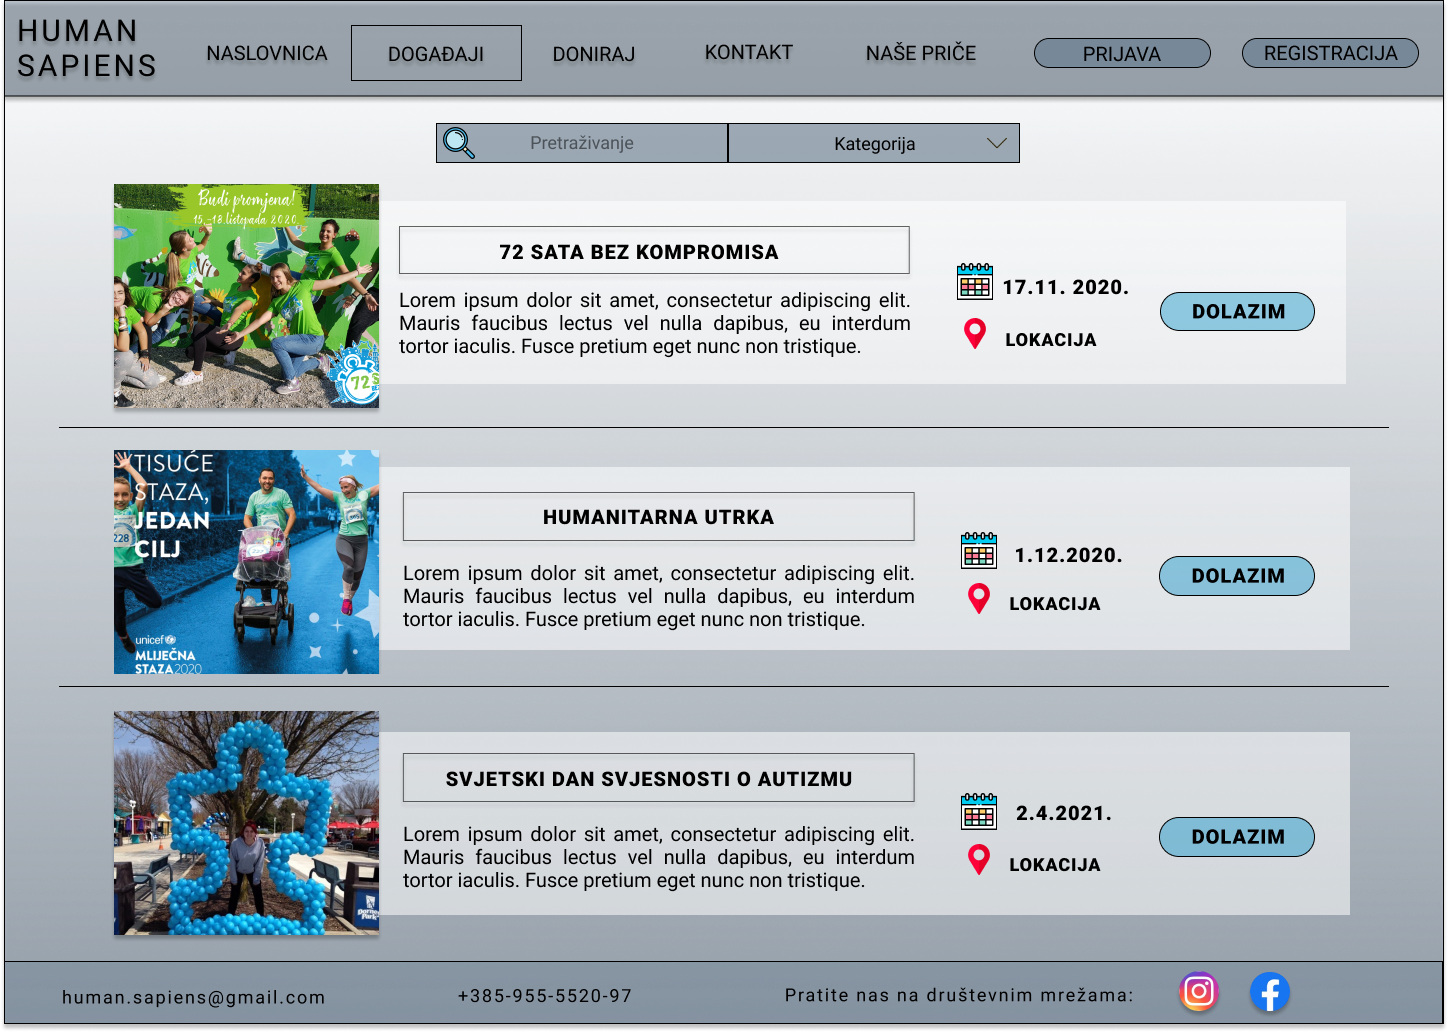 HUMAN
SAPIENS
NASLOVNICA
DOGAĐAJI
DONIRAJ
KONTAKT
NAŠE PRIČE
PRIJAVA
REGISTRACIJA
Pretraživanje
Kategorija
Budi promjena!
15.-18.listopada 2020.
72
72 SATA BEZ KOMPROMISA
Lorem ipsum dolor sit amet, consectetur adipiscing elit.
Mauris faucibus lectus vel nulla dapibus, eu interdum
tortor iaculis. Fusce pretium eget nunc non tristique.
17.11. 2020.
LOKACIJA
DOLAZIM
TISUĆE
STAZA,
JEDAN
CILJ
228
unicef
MLIJEČNA
STAZA2020
HUMANITARNA UTRKA
Lorem ipsum dolor sit amet, consectetur adipiscing elit.
Mauris faucibus lectus vel nulla dapibus, eu interdum
tortor iaculis. Fusce pretium eget nunc non tristique.
1.12.2020.
LOKACIJA
DOLAZIM
SVJETSKI DAN SVJESNOSTI O AUTIZMU
Lorem ipsum dolor sit amet, consectetur adipiscing elit.
Mauris faucibus lectus vel nulla dapibus, eu interdum
tortor iaculis. Fusce pretium eget nunc non tristique.
2.4.2021.
LOKACIJA
DOLAZIM
human.sapiens@gmail.com
+385-955-5520-97
Pratite nas na društevnim mrežama: